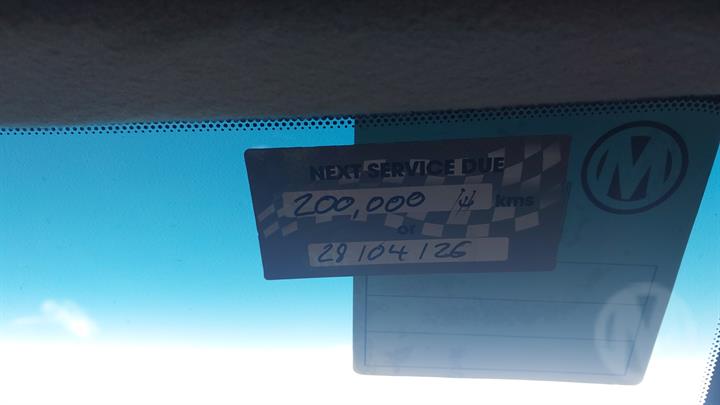 NEXT SERVICE DUE
200,000 kms
or
28/04/26
M
M